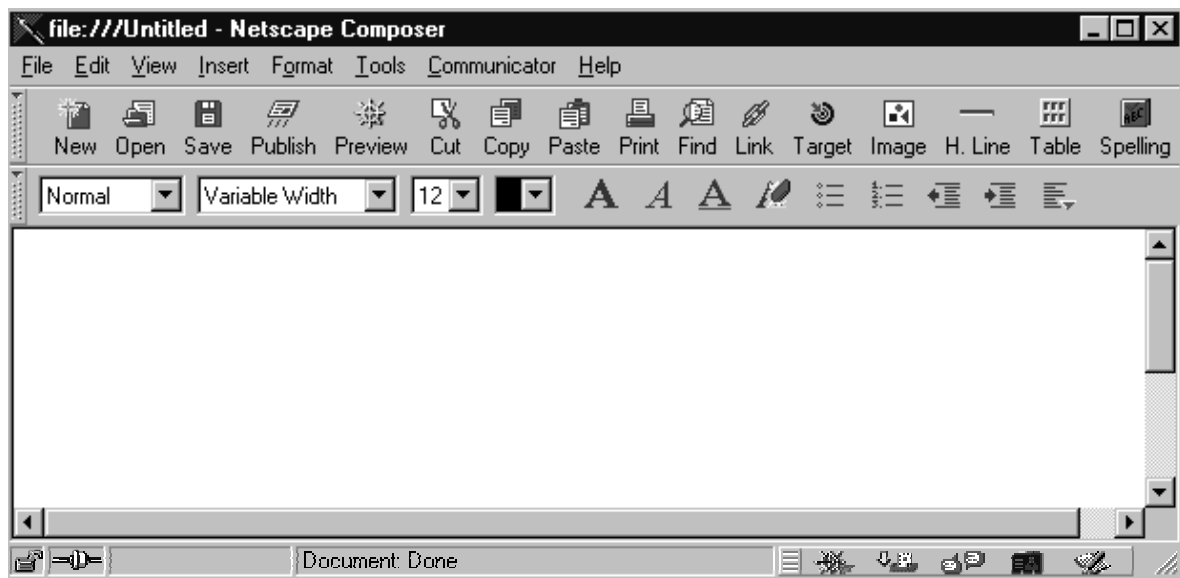 file:///Untitled - Netscape Composer
File Edit View Insert Format Tools Communicator Help
New Open Save Publish Preview Cut Copy Paste Print Find Link Target Image H. Line Table Spelling
Normal Variable Width 12 A A A
Document: Done